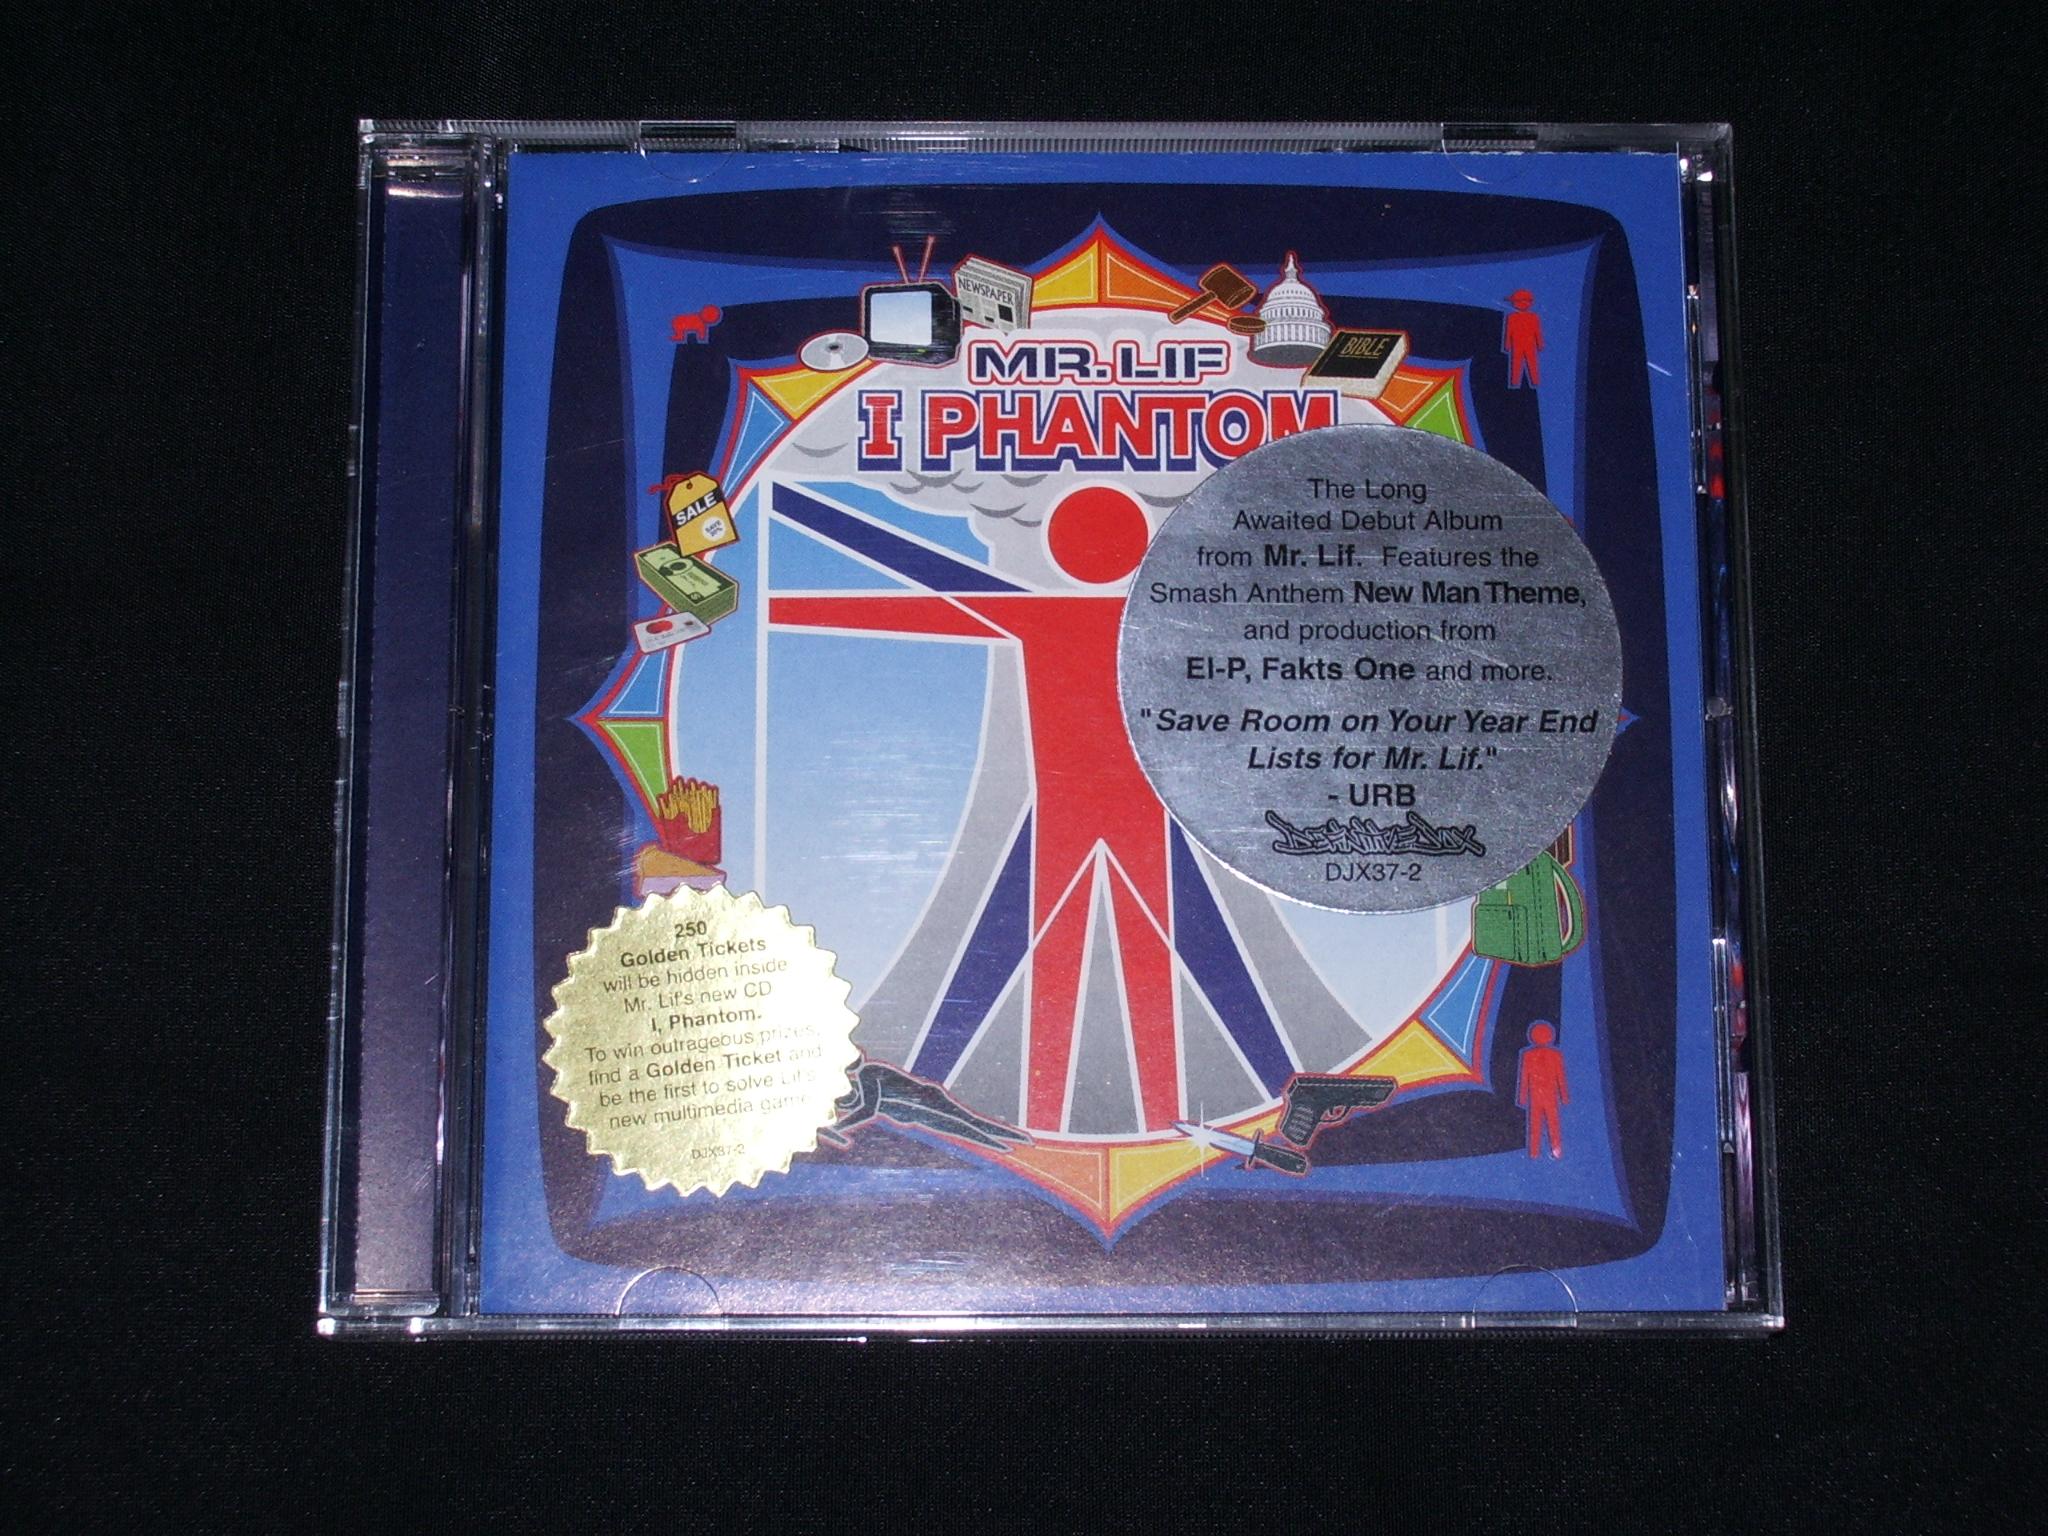 NEWSPAPER
BIBLE
MR. LIF
I PHANTOM
SALE
SAVE
The Long
Awaited Debut Album
from Mr. Lif. Features the
Smash Anthem New Man Theme,
and production from
El-P, Fakts One and more.
"Save Room on Your Year End
Lists for Mr. Lif."
- URB
DEFINITIVE JUX
DJX37-2
250
Golden Tickets
will be hidden inside
Mr. Lif's new CD
I, Phantom.
To win outrageous prizes,
find a Golden Ticket and
be the first to solve Lif's
new multimedia game
DJX37-2